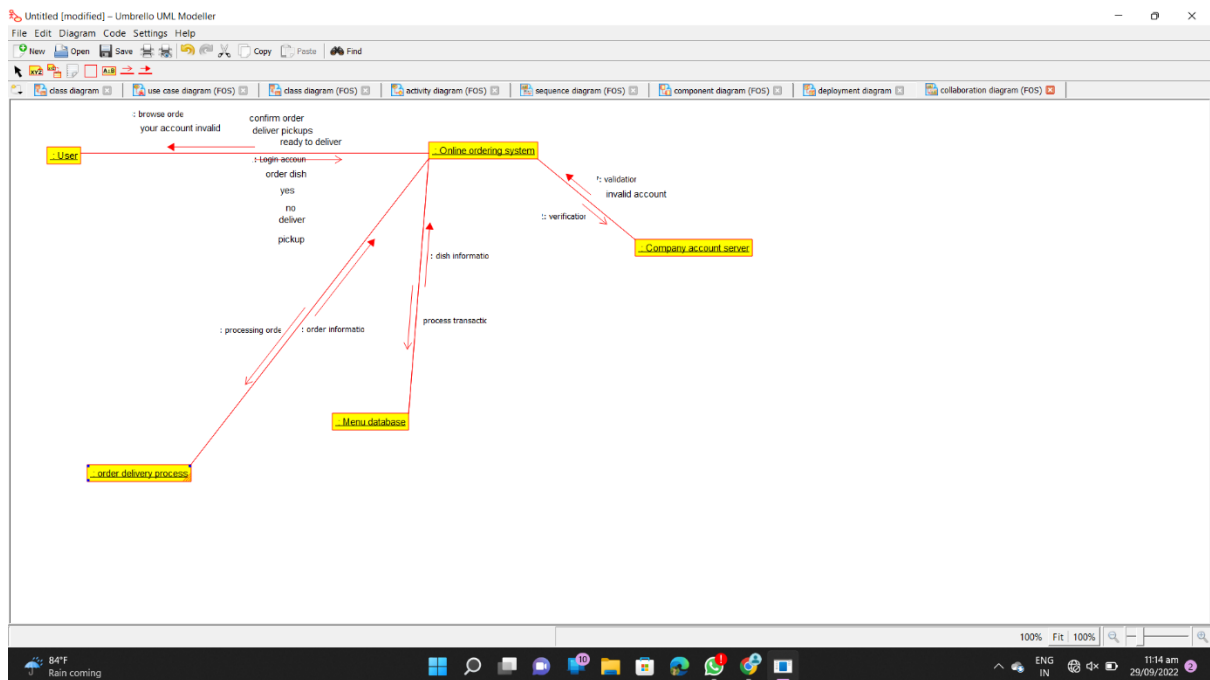 Untitled [modified] – Umbrello UML Modeller
File Edit Diagram Code Settings Help
New Open Save Copy Paste Find
XYZ A:B
class diagram use case diagram (FOS) class diagram (FOS) activity diagram (FOS) sequence diagram (FOS) component diagram (FOS) deployment diagram collaboration diagram (FOS)
: browse orde
your account invalid
confirm order
deliver pickups
ready to deliver
: User
: Login accoun
: Online ordering system
order dish
yes
no
deliver
pickup
: validation
invalid account
: verification
: Company account server
: dish informatio
: processing orde
: order informatio
process transactic
: Menu database
: order delivery process
100% Fit 100%
84°F
Rain coming
10
ENG
IN
11:14 am
29/09/2022
2